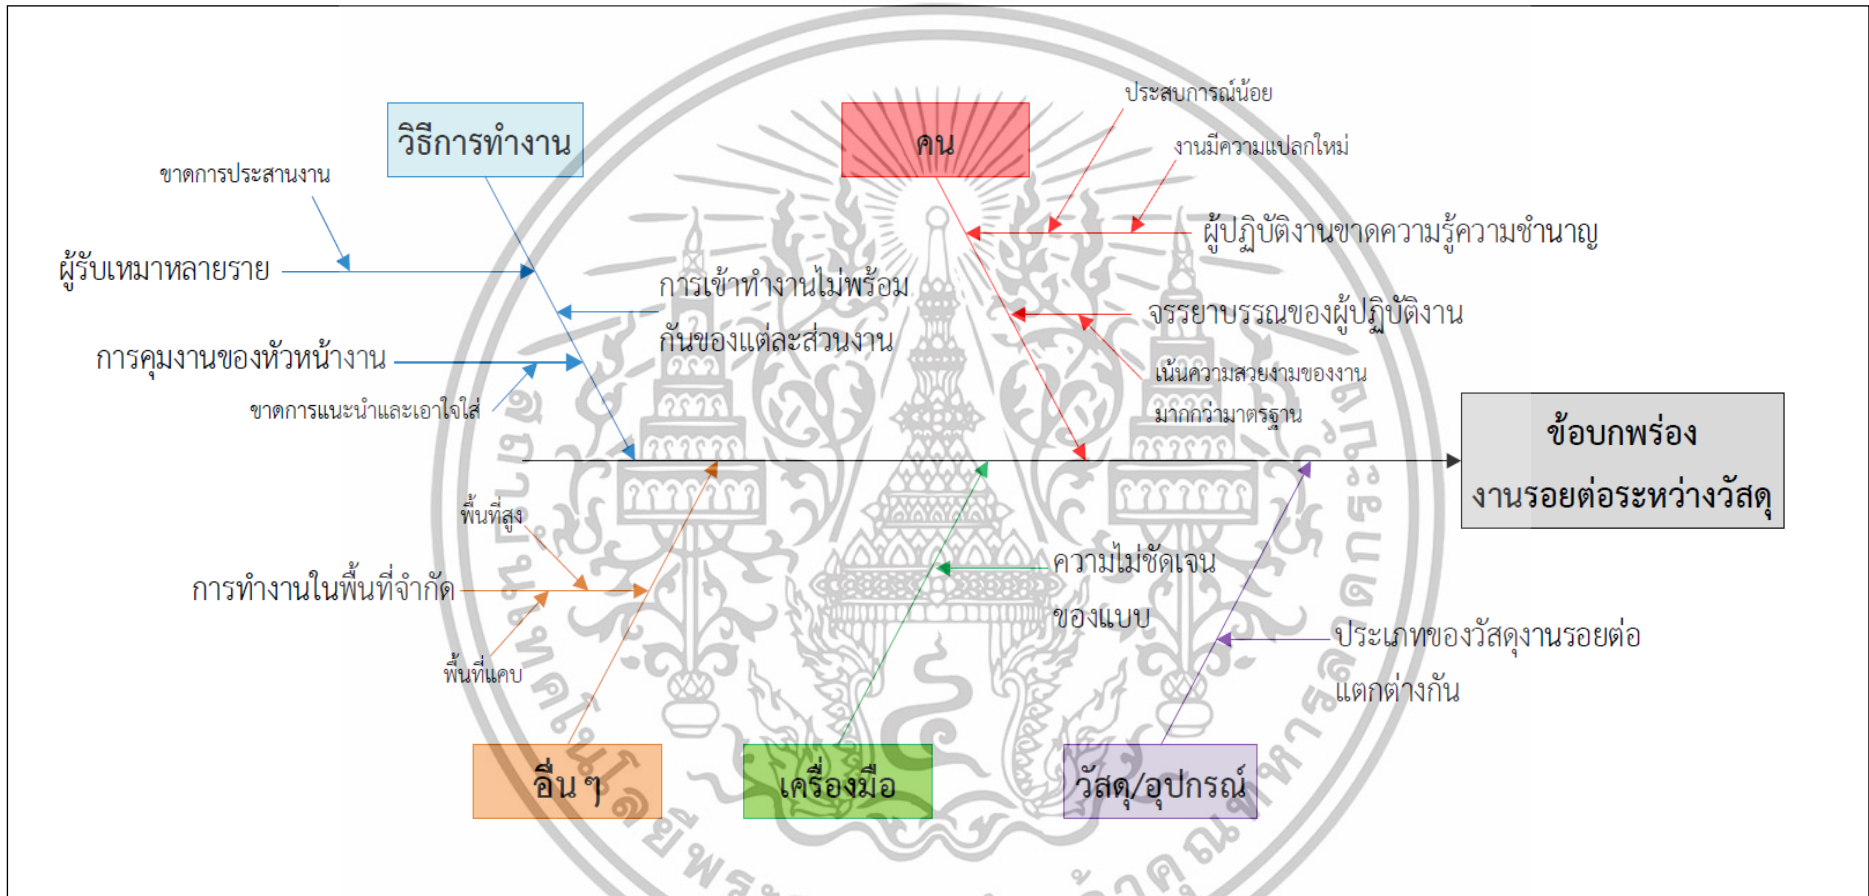 ประสบการณ์น้อย
วิธีการทำงาน
คน
งานมีความแปลกใหม่
ขาดการประสานงาน
ผู้ปฏิบัติงานขาดความรู้ความชำนาญ
ผู้รับเหมาหลายราย
การเข้าทำงานไม่พร้อม
กันของแต่ละส่วนงาน
จรรยาบรรณของผู้ปฏิบัติงาน
การคุมงานของหัวหน้างาน
เน้นความสวยงามของงาน
มากกว่ามาตรฐาน
ขาดการแนะนำและเอาใจใส่
ข้อบกพร่อง
งานรอยต่อระหว่างวัสดุ
พื้นที่สูง
การทำงานในพื้นที่จำกัด
พื้นที่แคบ
ความไม่ชัดเจน
ของแบบ
ประเภทของวัสดุงานรอยต่อ
แตกต่างกัน
อื่น ๆ
เครื่องมือ
วัสดุ/อุปกรณ์